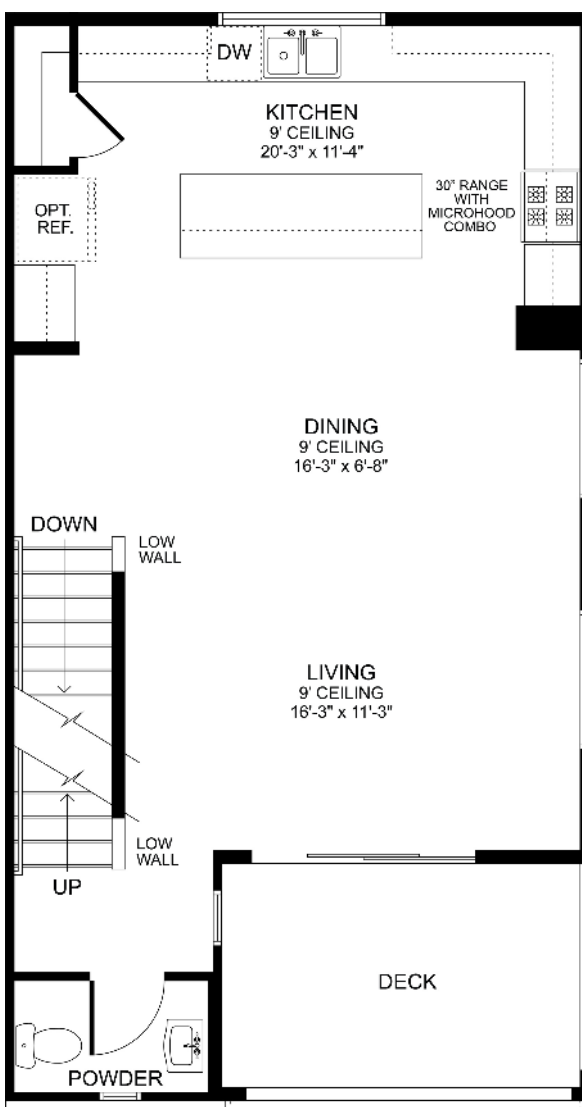 DW
KITCHEN
9' CEILING
20'-3" x 11'-4"
OPT.
REF.
30" RANGE
WITH
MICROHOOD
COMBO
DINING
9' CEILING
16'-3" x 6'-8"
DOWN
LOW
WALL
LIVING
9' CEILING
16'-3" x 11'-3"
LOW
WALL
UP
DECK
POWDER